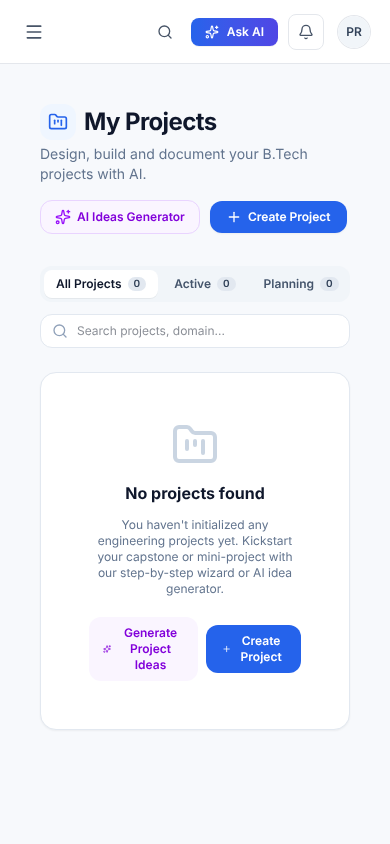 Ask AI
PR
My Projects
Design, build and document your B.Tech
projects with AI.
AI Ideas Generator
Create Project
All Projects 0 Active 0 Planning 0
Search projects, domain...
No projects found
You haven't initialized any
engineering projects yet. Kickstart
your capstone or mini-project with
our step-by-step wizard or AI idea
generator.
Generate
Project
Ideas
Create
Project